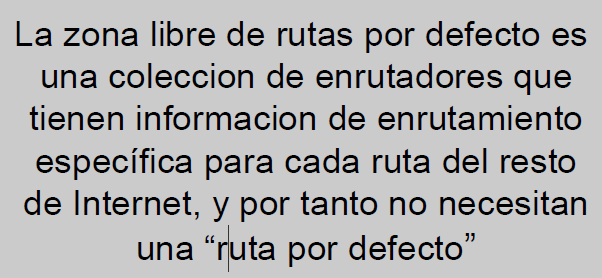 La zona libre de rutas por defecto es
una coleccion de enrutadores que
tienen informacion de enrutamiento
específica para cada ruta del resto
de Internet, y por tanto no necesitan
una “ruta por defecto”